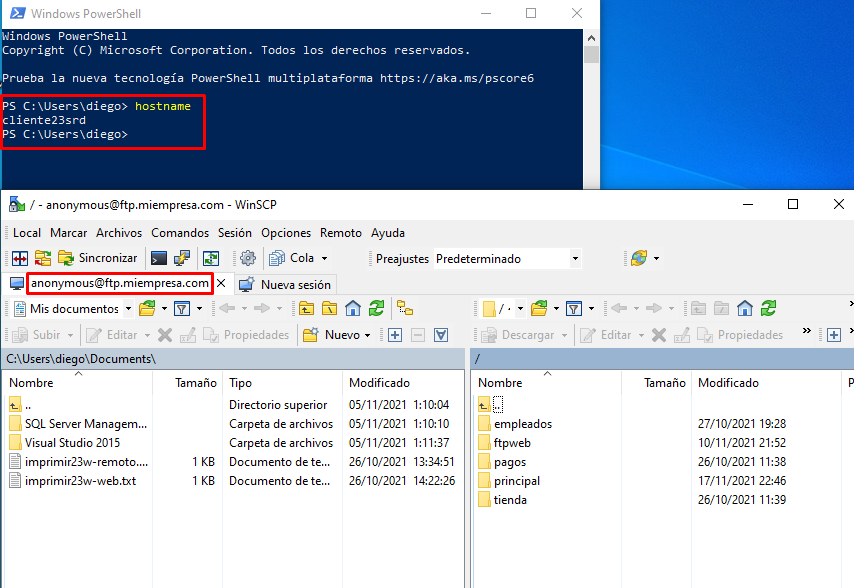 Windows PowerShell
Windows PowerShell
Copyright (C) Microsoft Corporation. Todos los derechos reservados.
Prueba la nueva tecnología PowerShell multiplataforma https://aka.ms/pscore6
PS C:\Users\diego> hostname
cliente23srd
PS C:\Users\diego>
/ - anonymous@ftp.miempresa.com - WinSCP
Local Marcar Archivos Comandos Sesión Opciones Remoto Ayuda
Sincronizar Cola Preajustes Predeterminado
anonymous@ftp.miempresa.com Nueva sesión
Mis documentos / ·
Subir Editar Propiedades Nuevo Descargar Editar Propiedades »
C:\Users\diego\Documents\ /
Nombre Tamaño Tipo Modificado Nombre Tamaño Modificado P
.. Directorio superior 05/11/2021 1:10:04 ..
SQL Server Managem... Carpeta de archivos 05/11/2021 1:10:10 empleados 27/10/2021 19:28
Visual Studio 2015 Carpeta de archivos 05/11/2021 1:11:37 ftpweb 10/11/2021 21:52
imprimir23w-remoto.... 1 KB Documento de te... 26/10/2021 13:34:51 pagos 26/10/2021 11:38
imprimir23w-web.txt 1 KB Documento de te... 26/10/2021 14:22:26 principal 17/11/2021 22:46
tienda 26/10/2021 11:39